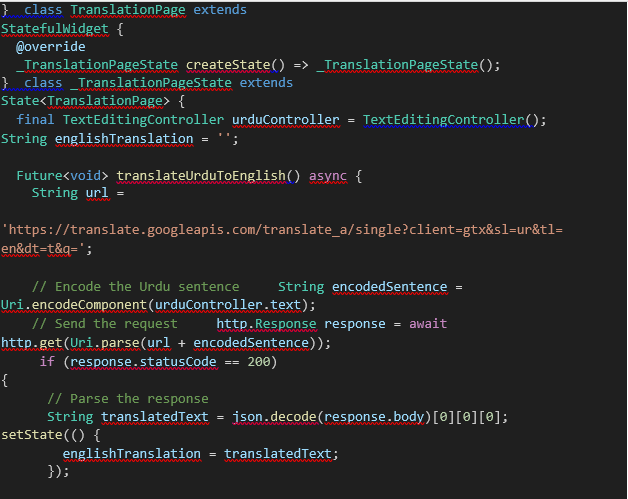 }  class TranslationPage extends
StatefulWidget {
  @override
  _TranslationPageState createState() => _TranslationPageState();
}  class _TranslationPageState extends
State<TranslationPage> {
  final TextEditingController urduController = TextEditingController();
String englishTranslation = '';

  Future<void> translateUrduToEnglish() async {
    String url =

'https://translate.googleapis.com/translate_a/single?client=gtx&sl=ur&tl=
en&dt=t&q=';

    // Encode the Urdu sentence     String encodedSentence =
Uri.encodeComponent(urduController.text);
    // Send the request     http.Response response = await
http.get(Uri.parse(url + encodedSentence));
     if (response.statusCode == 200)
{
      // Parse the response
      String translatedText = json.decode(response.body)[0][0][0];
setState(() {
        englishTranslation = translatedText;
      });